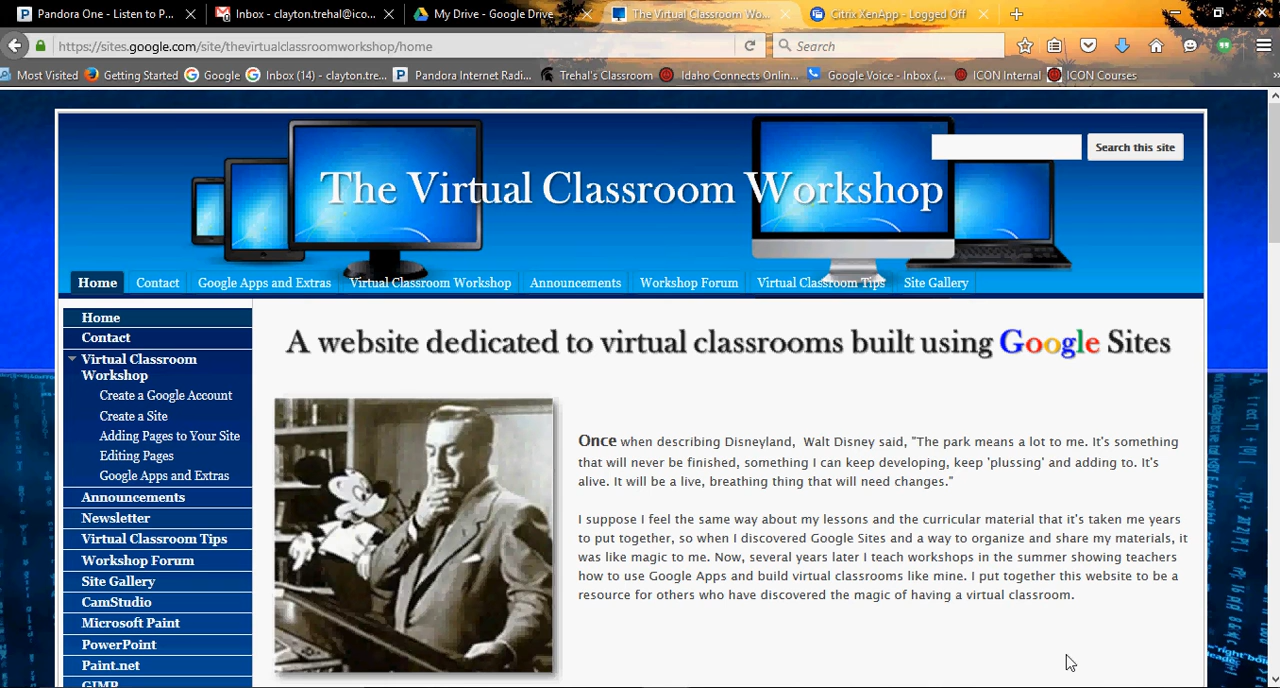 Pandora One - Listen to P...
Inbox - clayton.trehal@ico...
My Drive - Google Drive
The Virtual Classroom Wo...
Citrix XenApp - Logged Off
https://sites.google.com/site/thevirtualclassroomworkshop/home
Search
Most Visited
Getting Started
Google
Inbox (14) - clayton.tre...
Pandora Internet Radi...
Trehal's Classroom
Idaho Connects Onlin...
Google Voice - Inbox (...
ICON Internal
ICON Courses
Search this site
The Virtual Classroom Workshop
Home
Contact
Google Apps and Extras
Virtual Classroom Workshop
Announcements
Workshop Forum
Virtual Classroom Tips
Site Gallery
Home
Contact
Virtual Classroom
Workshop
Create a Google Account
Create a Site
Adding Pages to Your Site
Editing Pages
Google Apps and Extras
Announcements
Newsletter
Virtual Classroom Tips
Workshop Forum
Site Gallery
CamStudio
Microsoft Paint
PowerPoint
Paint.net
GIMP
A website dedicated to virtual classrooms built using Google Sites
Once when describing Disneyland, Walt Disney said, "The park means a lot to me. It's something
that will never be finished, something I can keep developing, keep 'plussing' and adding to. It's
alive. It will be a live, breathing thing that will need changes."
I suppose I feel the same way about my lessons and the curricular material that it's taken me years
to put together, so when I discovered Google Sites and a way to organize and share my materials, it
was like magic to me. Now, several years later I teach workshops in the summer showing teachers
how to use Google Apps and build virtual classrooms like mine. I put together this website to be a
resource for others who have discovered the magic of having a virtual classroom.